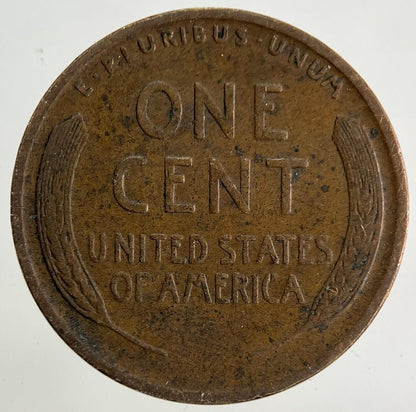 E·PLURIBUS·UNUM
ONE
CENT
UNITED STATES
OF AMERICA